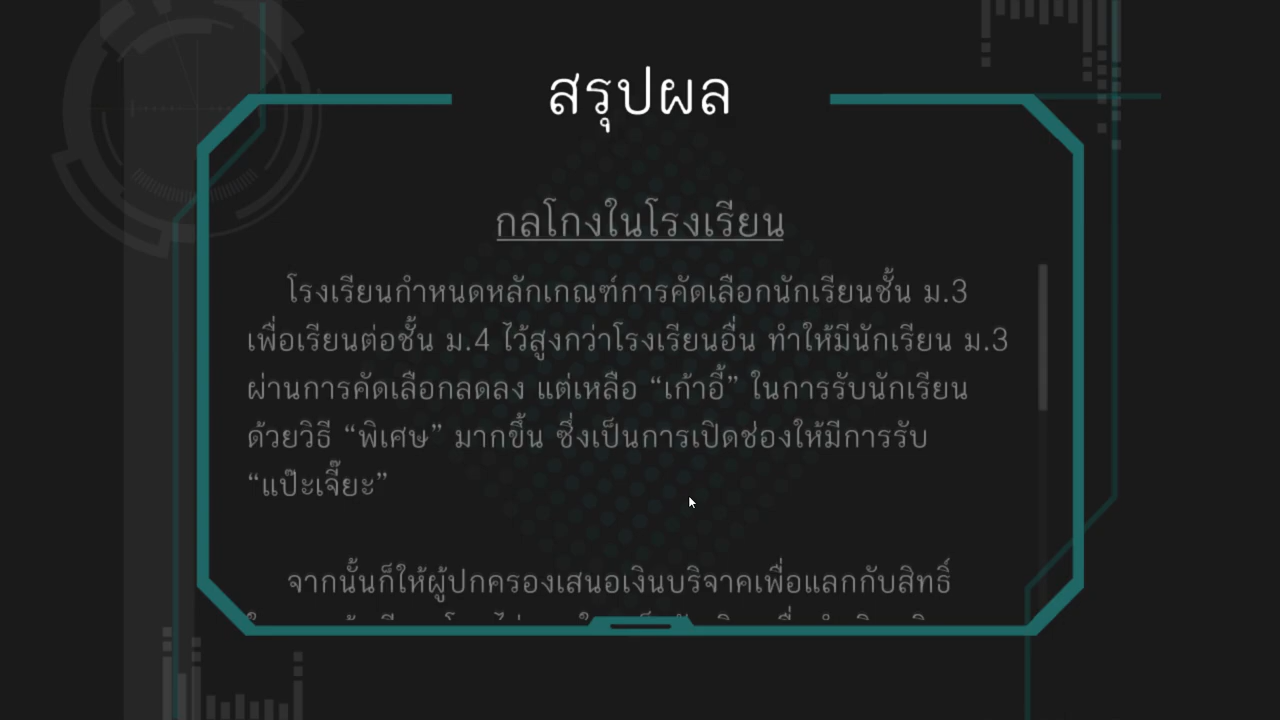 สรุปผล
กลโกงในโรงเรียน
โรงเรียนกำหนดหลักเกณฑ์การคัดเลือกนักเรียนชั้น ม.3
เพื่อเรียนต่อชั้น ม.4 ไว้สูงกว่าโรงเรียนอื่น ทำให้มีนักเรียน ม.3
ผ่านการคัดเลือกลดลง แต่เหลือ “เก้าอี้” ในการรับนักเรียน
ด้วยวิธี “พิเศษ” มากขึ้น ซึ่งเป็นการเปิดช่องให้มีการรับ
“แป๊ะเจี๊ยะ”
จากนั้นก็ให้ผู้ปกครองเสนอเงินบริจาคเพื่อแลกกับสิทธิ์